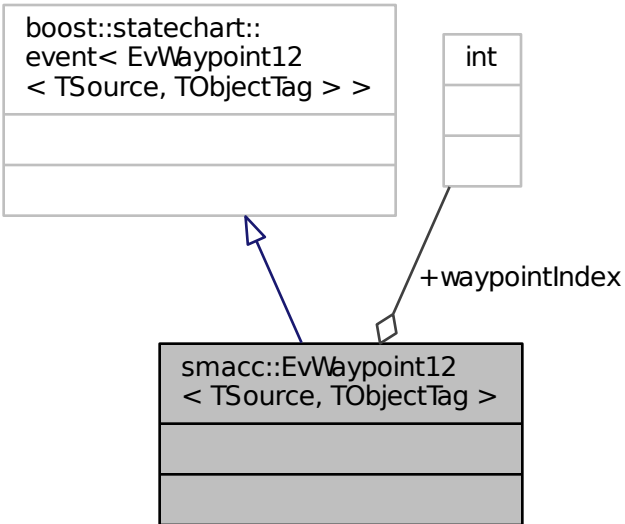 boost::statechart::
event< EvWaypoint12
< TSource, TObjectTag > >
int
+waypointIndex
smacc::EvWaypoint12
< TSource, TObjectTag >